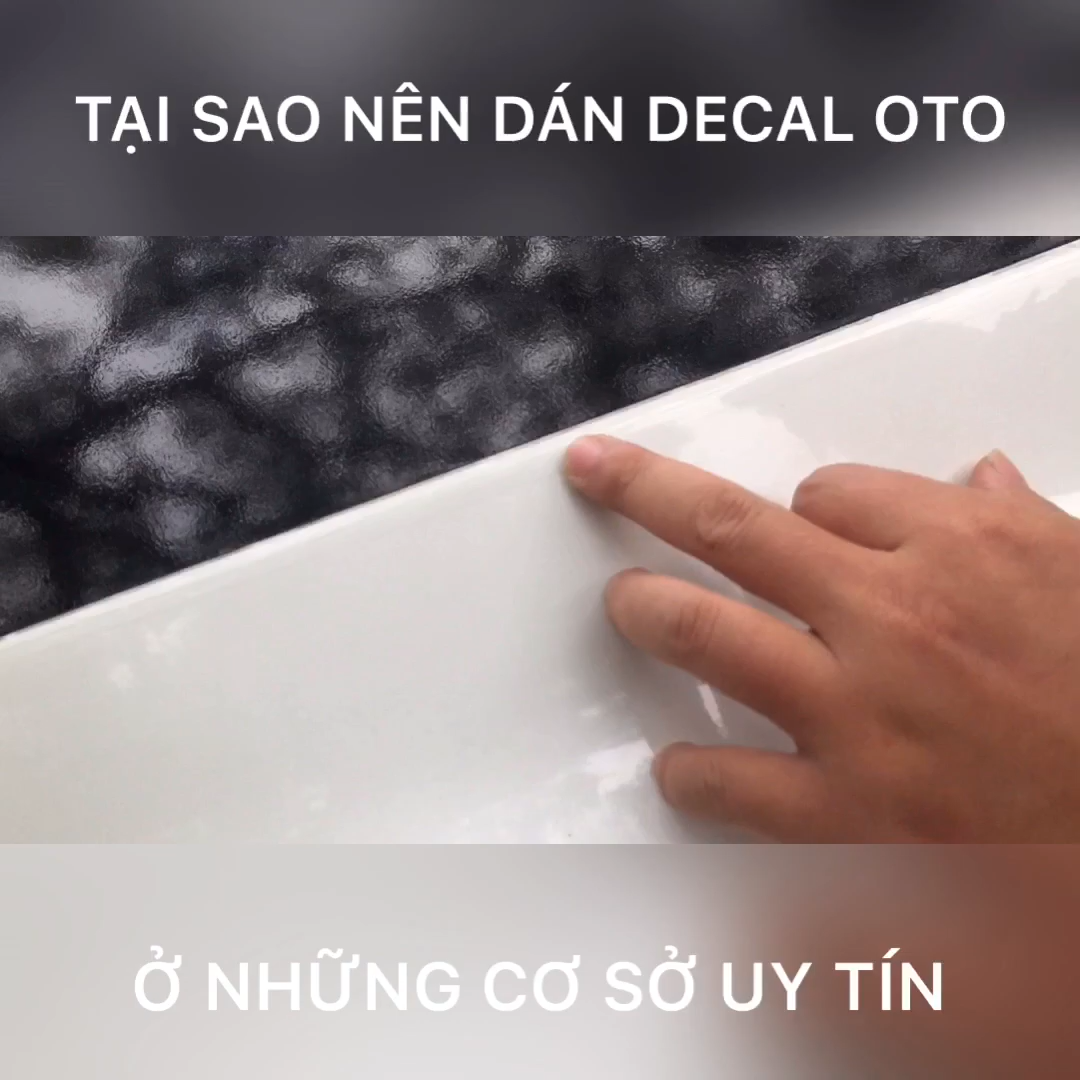 TẠI SAO NÊN DÁN DECAL OTO
Ở NHỮNG CƠ SỞ UY TÍN